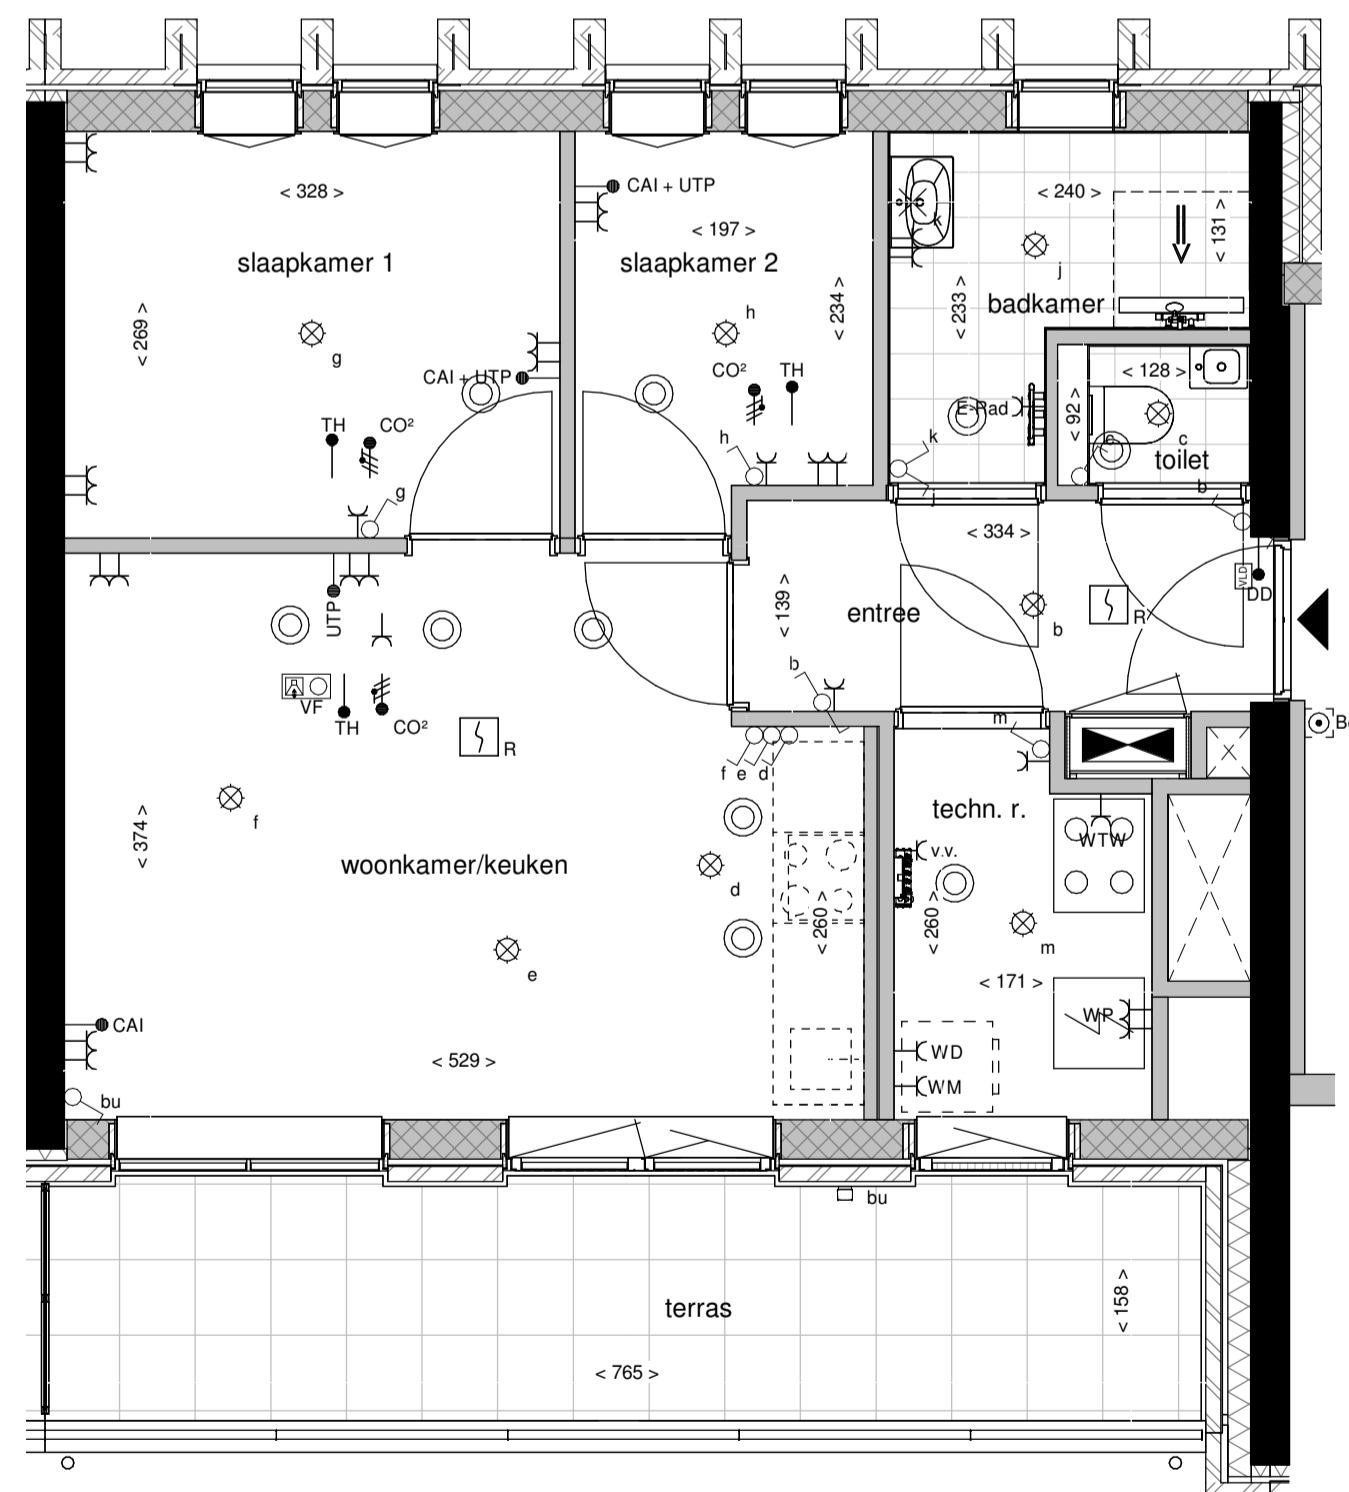 CAI + UTP
< 328 >
< 240 >
< 197 >
< 131 >
k
slaapkamer 1
slaapkamer 2
j
badkamer
< 269 >
< 234 >
< 233 >
h
g
CO²
TH
CAI + UTP
< 128 >
E-Rad
< 92 >
TH
CO²
h
k
c
c
toilet
g
j
b
< 334 >
UTP
< 139 >
entree
b
R
VLD
DD
b
VF
TH
CO²
R
m
f e d
f
techn. r.
< 374 >
woonkamer/keuken
d
< 260 >
v.v.
< 260 >
WTW
e
m
< 171 >
CAI
WP
< 529 >
WD
WM
bu
bu
terras
< 158 >
< 765 >